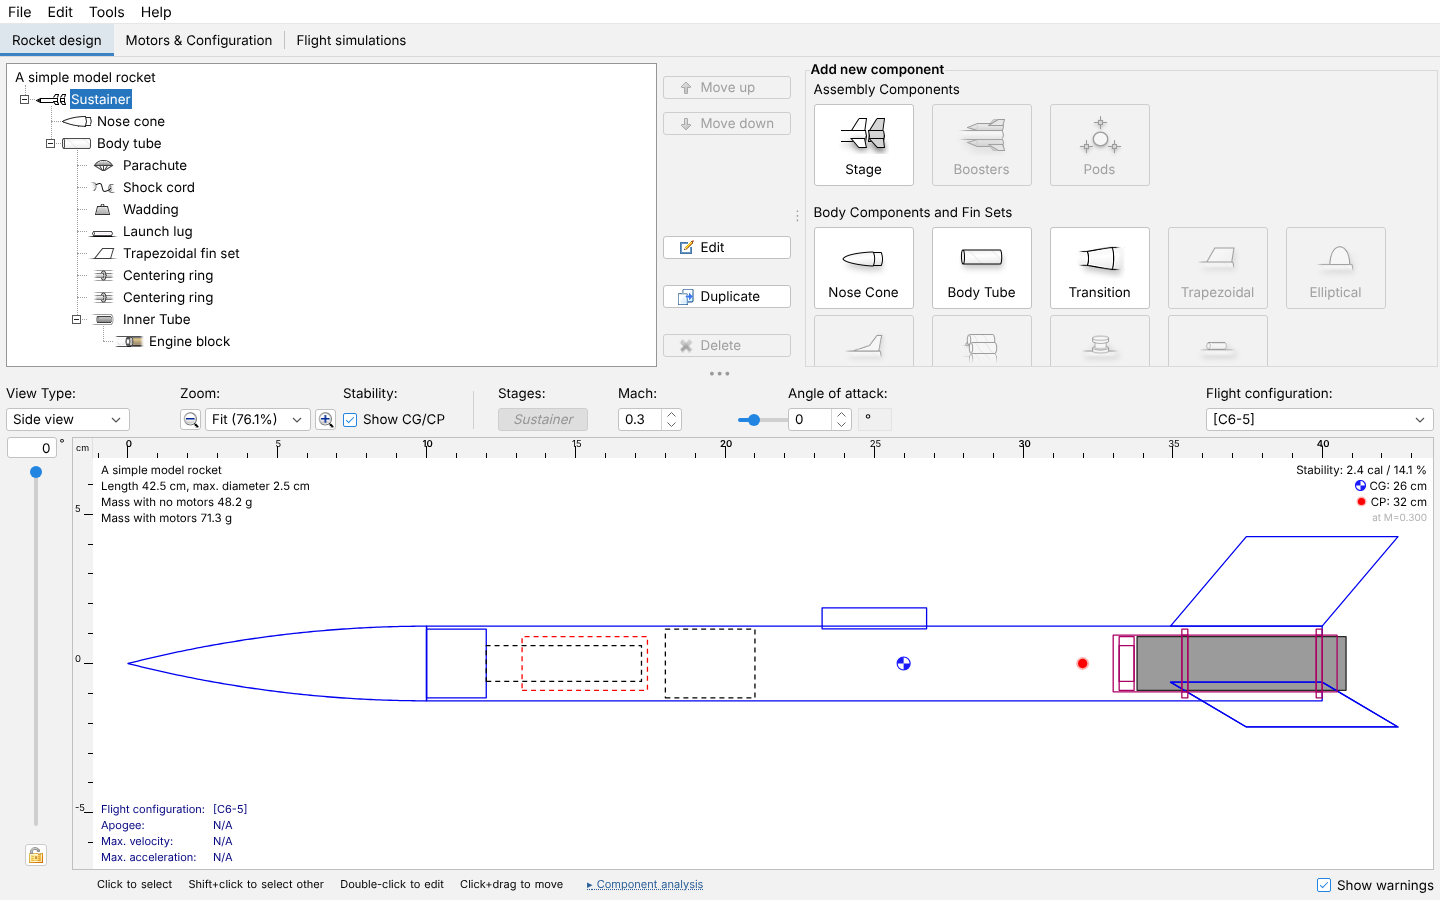 File Edit Tools Help
Rocket design Motors & Configuration Flight simulations
A simple model rocket
Sustainer
Nose cone
Body tube
Parachute
Shock cord
Wadding
Launch lug
Trapezoidal fin set
Centering ring
Centering ring
Inner Tube
Engine block
Move up
Move down
Edit
Duplicate
Delete
Add new component
Assembly Components
Stage Boosters Pods
Body Components and Fin Sets
Nose Cone Body Tube Transition Trapezoidal Elliptical
View Type: Zoom: Stability: Stages: Mach: Angle of attack: Flight configuration:
Side view Fit (76.1%) Show CG/CP Sustainer 0.3 0 ° [C6-5]
0 °
cm 0 5 10 15 20 25 30 35 40
5
0
-5
A simple model rocket
Length 42.5 cm, max. diameter 2.5 cm
Mass with no motors 48.2 g
Mass with motors 71.3 g
Stability: 2.4 cal / 14.1 %
CG: 26 cm
CP: 32 cm
at M=0.300
Flight configuration: [C6-5]
Apogee: N/A
Max. velocity: N/A
Max. acceleration: N/A
Click to select Shift+click to select other Double-click to edit Click+drag to move ▸ Component analysis Show warnings